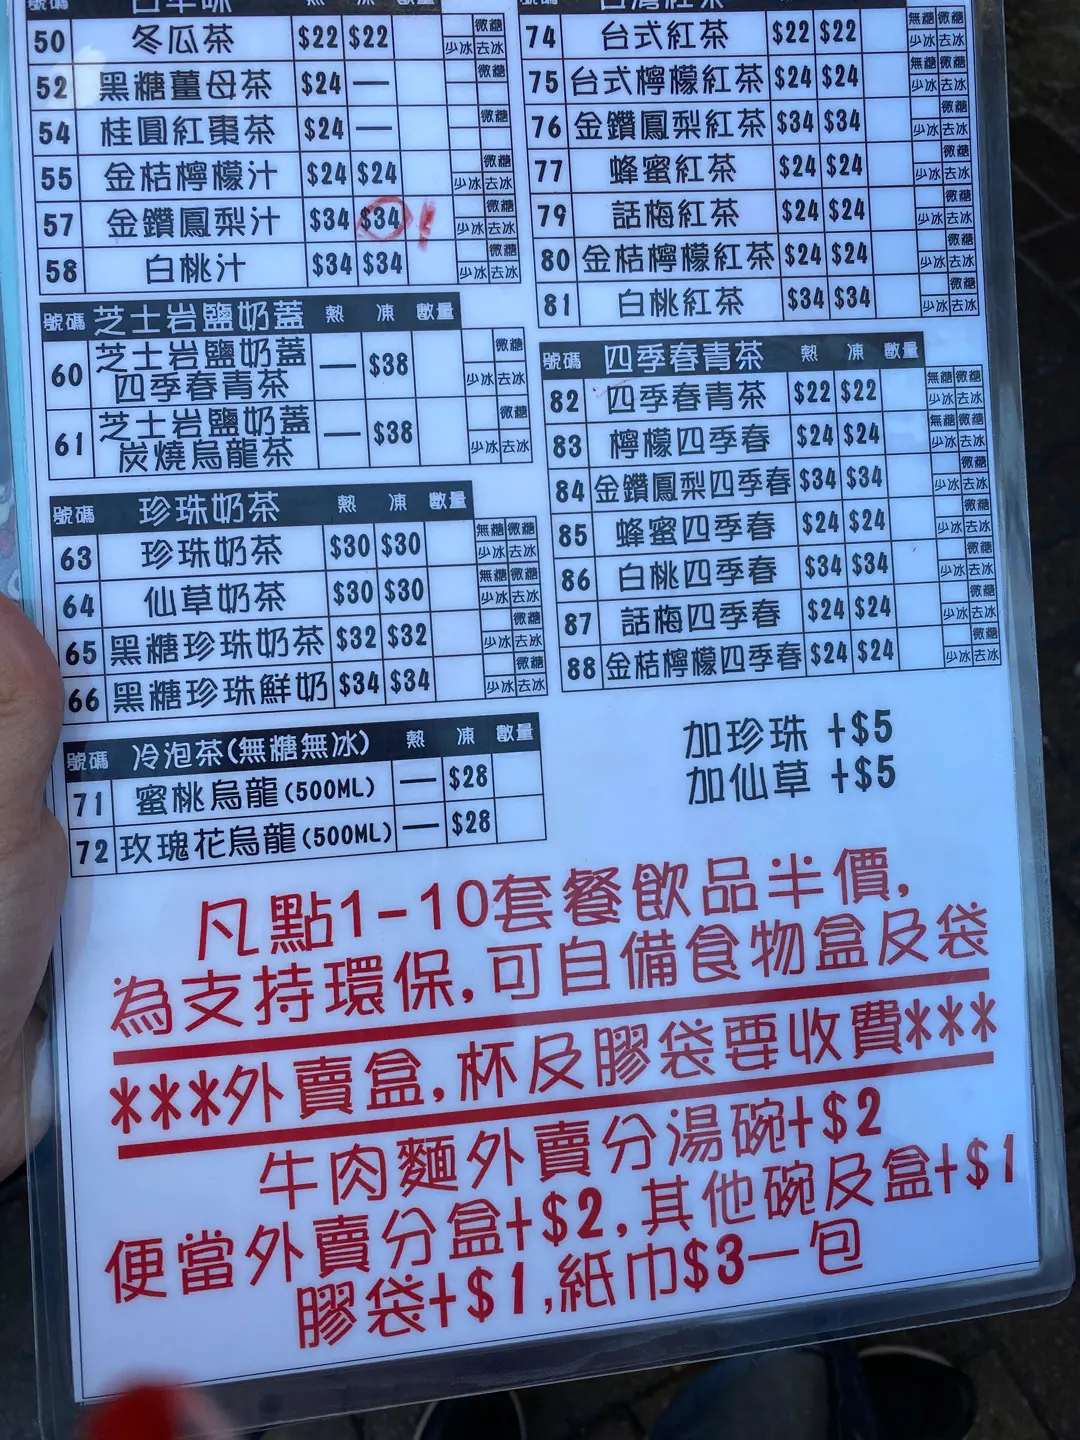 號碼 古早味 熱 凍 數量
50 冬瓜茶 $22 $22 微糖 少冰 去冰
52 黑糖薑母茶 $24 — 微糖
54 桂圓紅棗茶 $24 — 微糖
55 金桔檸檬汁 $24 $24 微糖 少冰 去冰
57 金鑽鳳梨汁 $34 $34 ! 微糖 少冰 去冰
58 白桃汁 $34 $34 微糖 少冰 去冰
號碼 芝士岩鹽奶蓋 熱 凍 數量
60 芝士岩鹽奶蓋 — $38 微糖
四季春青茶 少冰 去冰
61 芝士岩鹽奶蓋 — $38 微糖
炭燒烏龍茶 少冰 去冰
號碼 珍珠奶茶 熱 凍 數量
63 珍珠奶茶 $30 $30 無糖 微糖 少冰 去冰
64 仙草奶茶 $30 $30 無糖 微糖 少冰 去冰
65 黑糖珍珠奶茶 $32 $32 微糖 少冰 去冰
66 黑糖珍珠鮮奶 $34 $34 微糖 少冰 去冰
號碼 冷泡茶(無糖無冰) 熱 凍 數量
71 蜜桃烏龍(500ML) — $28
72 玫瑰花烏龍(500ML) — $28
號碼 台灣紅茶
74 台式紅茶 $22 $22 無糖 微糖 少冰 去冰
75 台式檸檬紅茶 $24 $24 無糖 微糖 少冰 去冰
76 金鑽鳳梨紅茶 $34 $34 微糖 少冰 去冰
77 蜂蜜紅茶 $24 $24 微糖 少冰 去冰
79 話梅紅茶 $24 $24 微糖 少冰 去冰
80 金桔檸檬紅茶 $24 $24 微糖 少冰 去冰
81 白桃紅茶 $34 $34 微糖 少冰 去冰
號碼 四季春青茶 熱 凍 數量
82 四季春青茶 $22 $22 無糖 微糖 少冰 去冰
83 檸檬四季春 $24 $24 無糖 微糖 少冰 去冰
84 金鑽鳳梨四季春 $34 $34 微糖 少冰 去冰
85 蜂蜜四季春 $24 $24 微糖 少冰 去冰
86 白桃四季春 $34 $34 微糖 少冰 去冰
87 話梅四季春 $24 $24 微糖 少冰 去冰
88 金桔檸檬四季春 $24 $24 微糖 少冰 去冰
加珍珠 +$5
加仙草 +$5
凡點1-10套餐飲品半價,
為支持環保,可自備食物盒及袋
***外賣盒,杯及膠袋要收費***
牛肉麵外賣分湯碗+$2
便當外賣分盒+$2,其他碗及盒+$1
膠袋+$1,紙巾$3一包